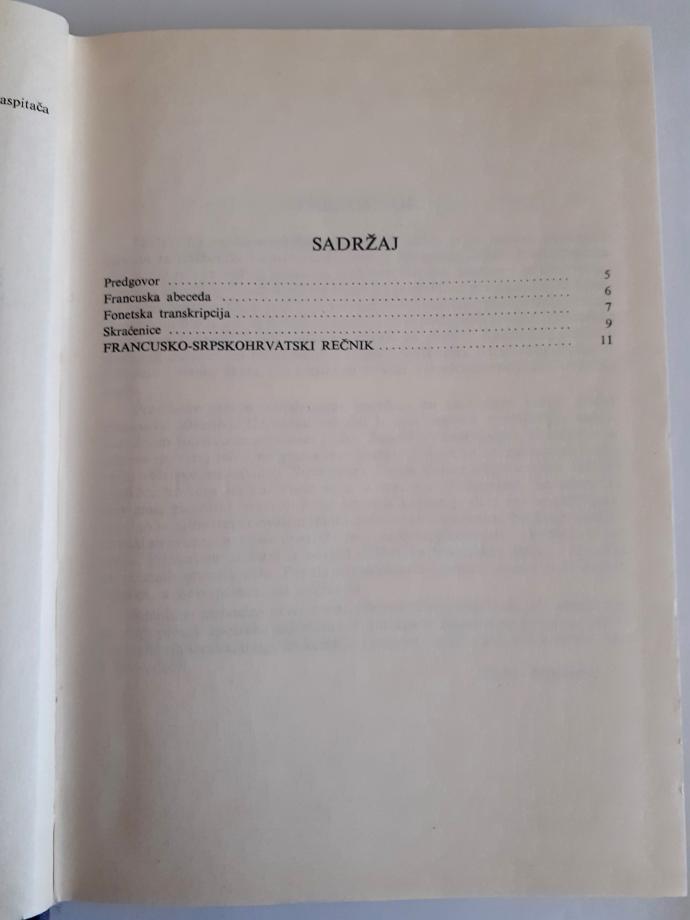 aspitača
SADRŽAJ
Predgovor ........................................................... 5
Francuska abeceda ................................................... 6
Fonetska transkripcija .............................................. 7
Skraćenice .......................................................... 9
FRANCUSKO-SRPSKOHRVATSKI REČNIK ............................. 11